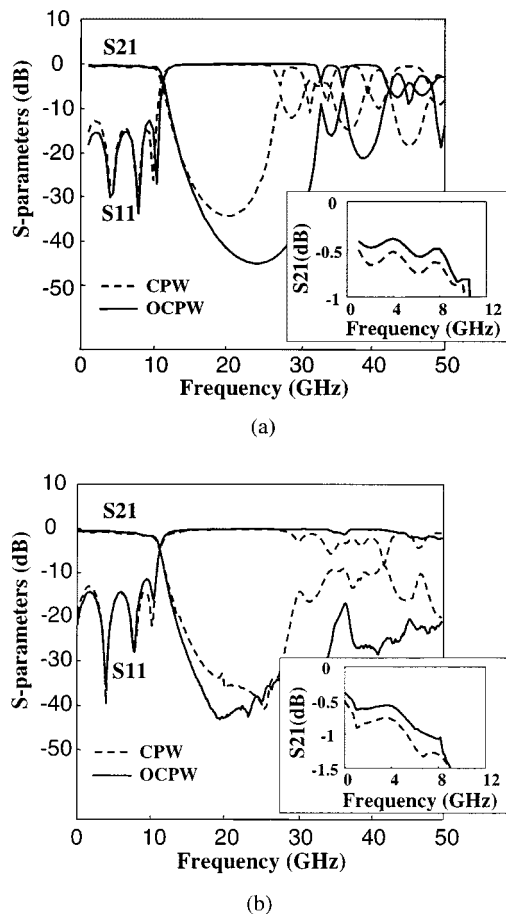 10
0
-10
-20
-30
-40
-50
S-parameters (dB)
S21
S11
CPW
OCPW
0
10
20
30
40
50
Frequency (GHz)
0
-0.5
-1
S21(dB)
0
4
8
12
Frequency
(GHz)
(a)
10
0
-10
-20
-30
-40
-50
S-parameters (dB)
S21
S11
CPW
OCPW
0
10
20
30
40
50
Frequency (GHz)
0
-0.5
-1
-1.5
S21(dB)
0
4
8
12
Frequency
(GHz)
(b)